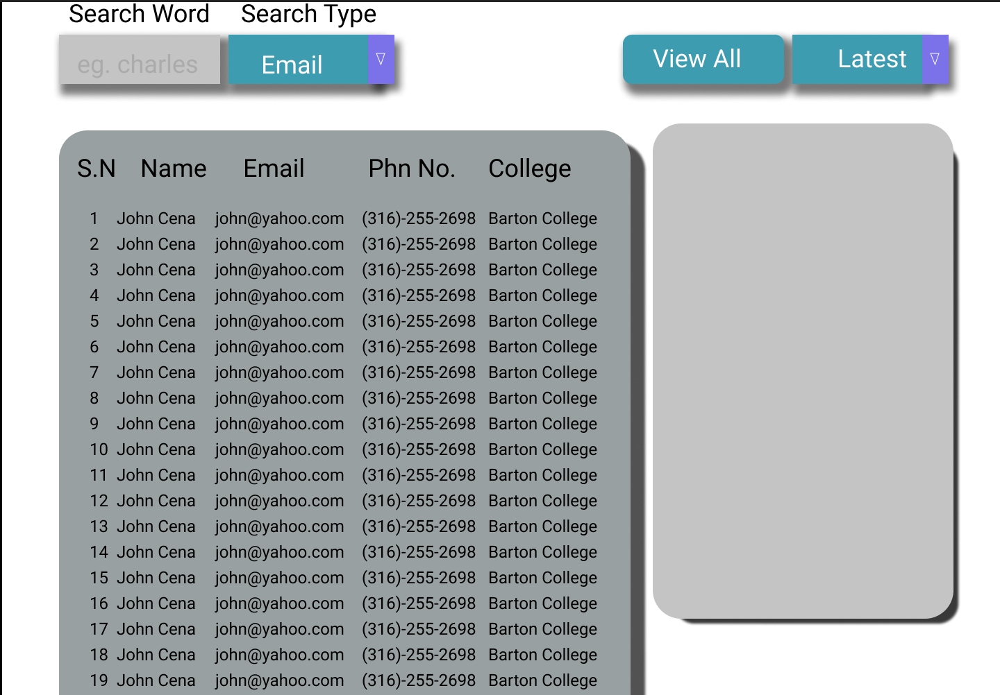 Search Word Search Type
eg. charles Email View All Latest
S.N Name Email Phn No. College
1 John Cena john@yahoo.com (316)-255-2698 Barton College
2 John Cena john@yahoo.com (316)-255-2698 Barton College
3 John Cena john@yahoo.com (316)-255-2698 Barton College
4 John Cena john@yahoo.com (316)-255-2698 Barton College
5 John Cena john@yahoo.com (316)-255-2698 Barton College
6 John Cena john@yahoo.com (316)-255-2698 Barton College
7 John Cena john@yahoo.com (316)-255-2698 Barton College
8 John Cena john@yahoo.com (316)-255-2698 Barton College
9 John Cena john@yahoo.com (316)-255-2698 Barton College
10 John Cena john@yahoo.com (316)-255-2698 Barton College
11 John Cena john@yahoo.com (316)-255-2698 Barton College
12 John Cena john@yahoo.com (316)-255-2698 Barton College
13 John Cena john@yahoo.com (316)-255-2698 Barton College
14 John Cena john@yahoo.com (316)-255-2698 Barton College
15 John Cena john@yahoo.com (316)-255-2698 Barton College
16 John Cena john@yahoo.com (316)-255-2698 Barton College
17 John Cena john@yahoo.com (316)-255-2698 Barton College
18 John Cena john@yahoo.com (316)-255-2698 Barton College
19 John Cena john@yahoo.com (316)-255-2698 Barton College